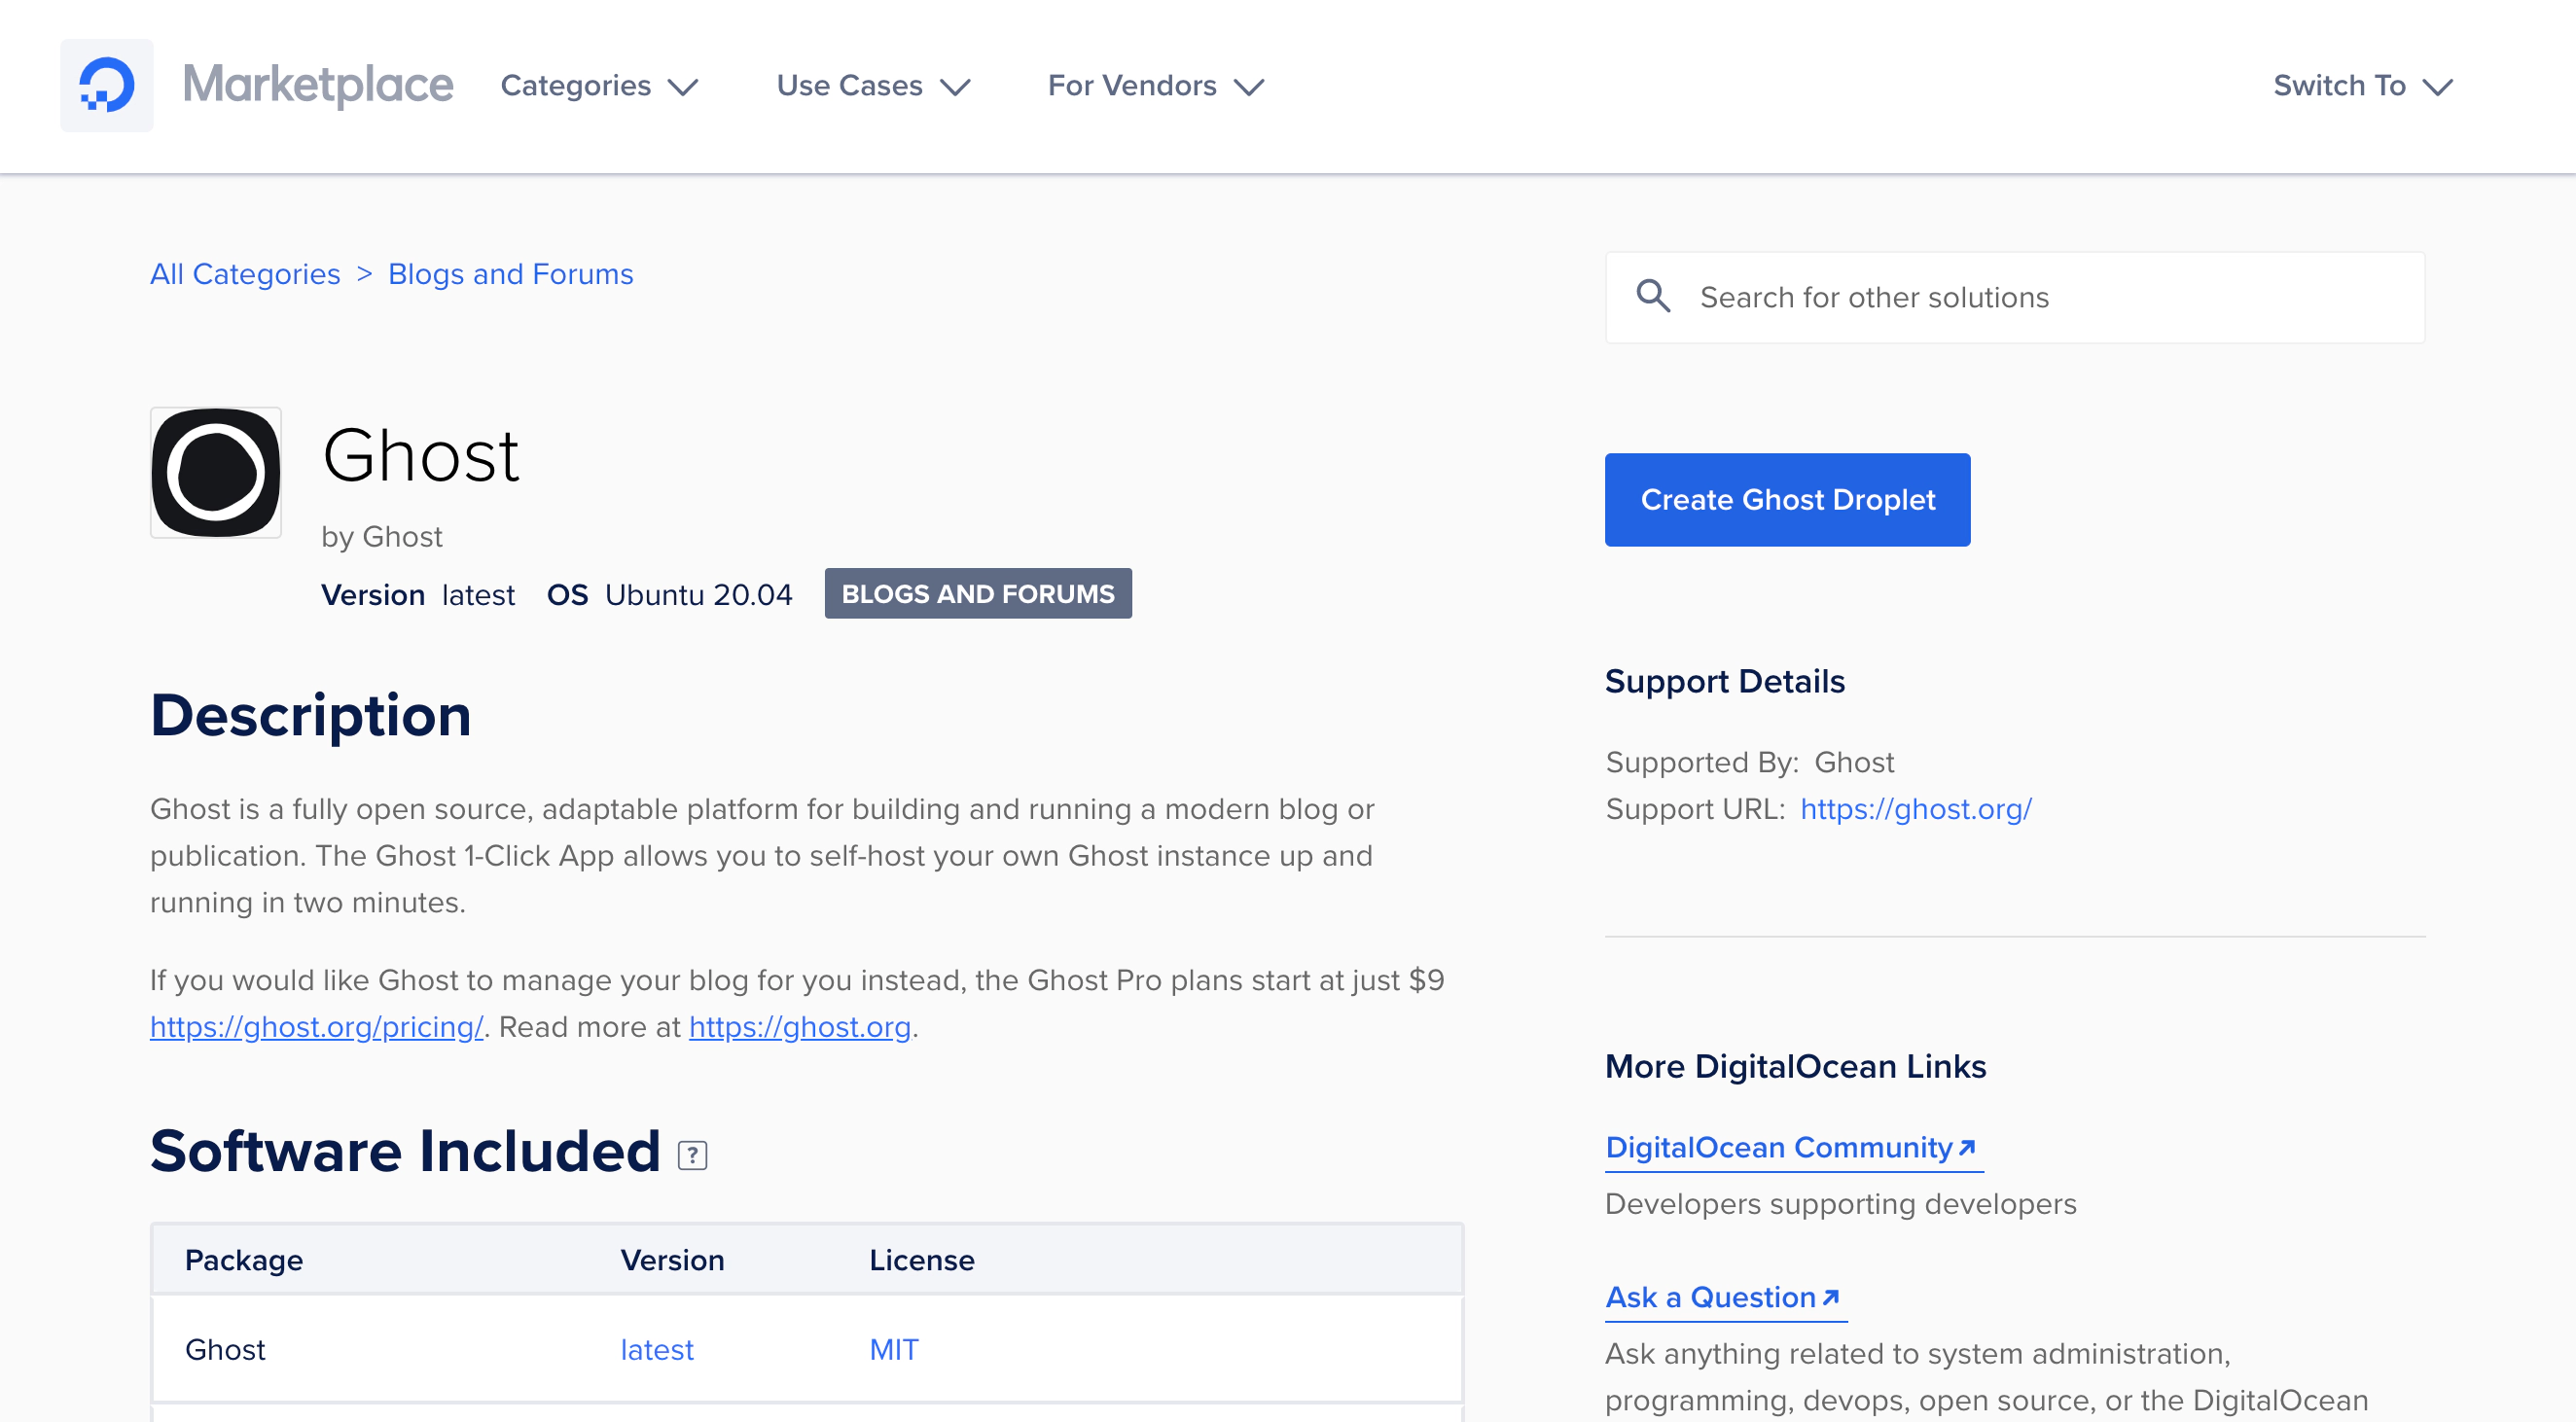 Marketplace Categories Use Cases For Vendors Switch To
All Categories > Blogs and Forums
Search for other solutions
Ghost
by Ghost
Version latest OS Ubuntu 20.04 BLOGS AND FORUMS
Create Ghost Droplet
Description
Ghost is a fully open source, adaptable platform for building and running a modern blog or
publication. The Ghost 1-Click App allows you to self-host your own Ghost instance up and
running in two minutes.
If you would like Ghost to manage your blog for you instead, the Ghost Pro plans start at just $9
https://ghost.org/pricing/. Read more at https://ghost.org.
Software Included ?
Package Version License
Ghost latest MIT
Support Details
Supported By: Ghost
Support URL: https://ghost.org/
More DigitalOcean Links
DigitalOcean Community
Developers supporting developers
Ask a Question
Ask anything related to system administration,
programming, devops, open source, or the DigitalOcean